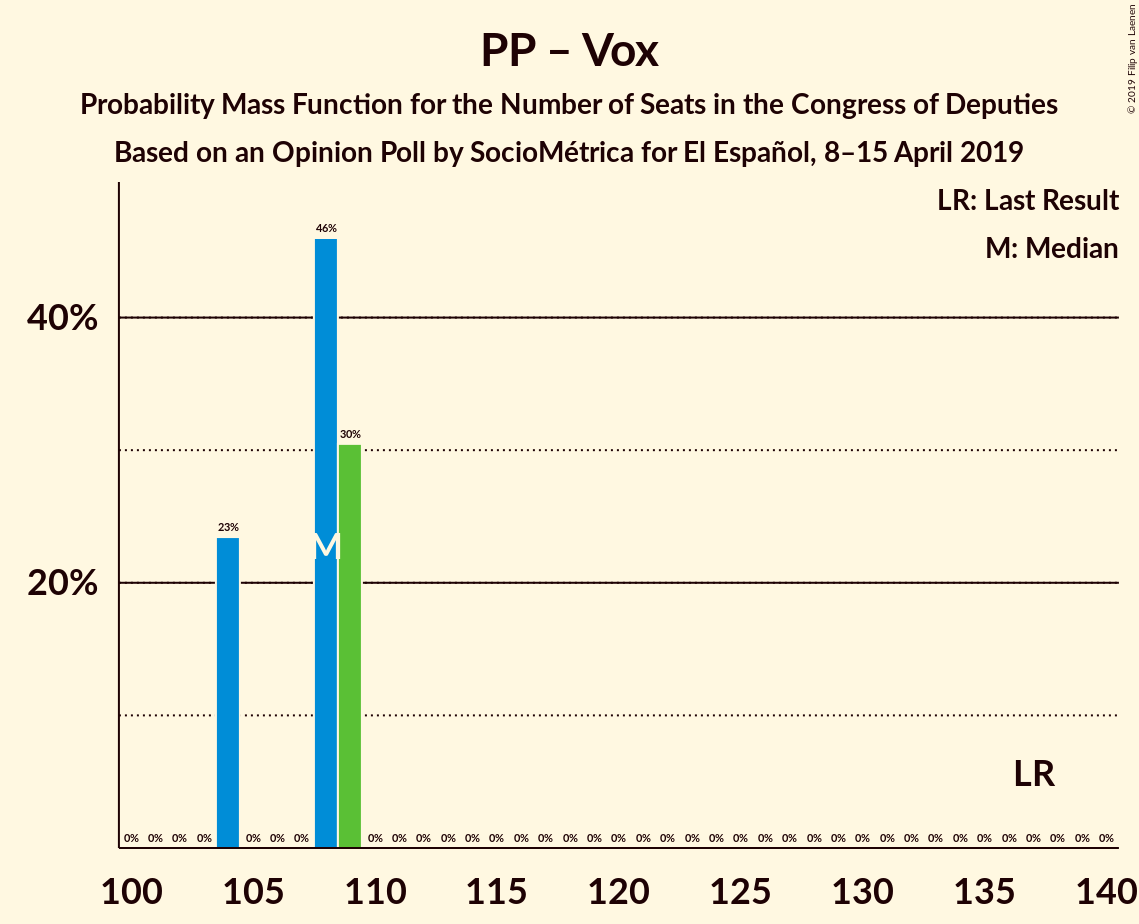 PP – Vox
Probability Mass Function for the Number of Seats in the Congress of Deputies
Based on an Opinion Poll by SocioMétrica for El Español, 8–15 April 2019
© 2019 Filip van Laenen
LR: Last Result
M: Median
46%
40%
30%
23%
M
20%
LR
0% 0% 0% 0% 0% 0% 0% 0% 0% 0% 0% 0% 0% 0% 0% 0% 0% 0% 0% 0% 0% 0% 0% 0% 0% 0% 0% 0% 0% 0% 0% 0% 0% 0% 0% 0% 0% 0%
100 105 110 115 120 125 130 135 140